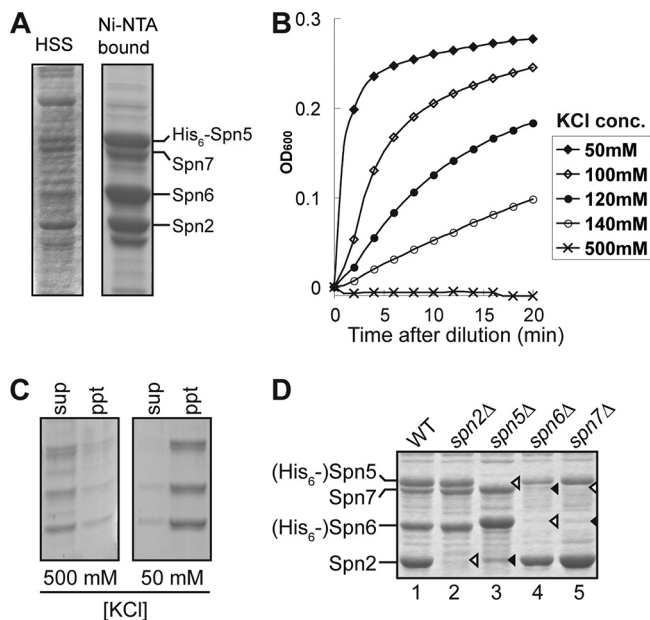 A
HSS
Ni-NTA
bound
His6-Spn5
Spn7
Spn6
Spn2
B
0.3
0.2
0.1
0
OD600
0 5 10 15 20
Time after dilution (min)
KCl conc.
50mM
100mM
120mM
140mM
500mM
C
sup ppt sup ppt
500 mM 50 mM
[KCl]
D
WT spn2Δ spn5Δ spn6Δ spn7Δ
(His6-)Spn5
Spn7
(His6-)Spn6
Spn2
1 2 3 4 5